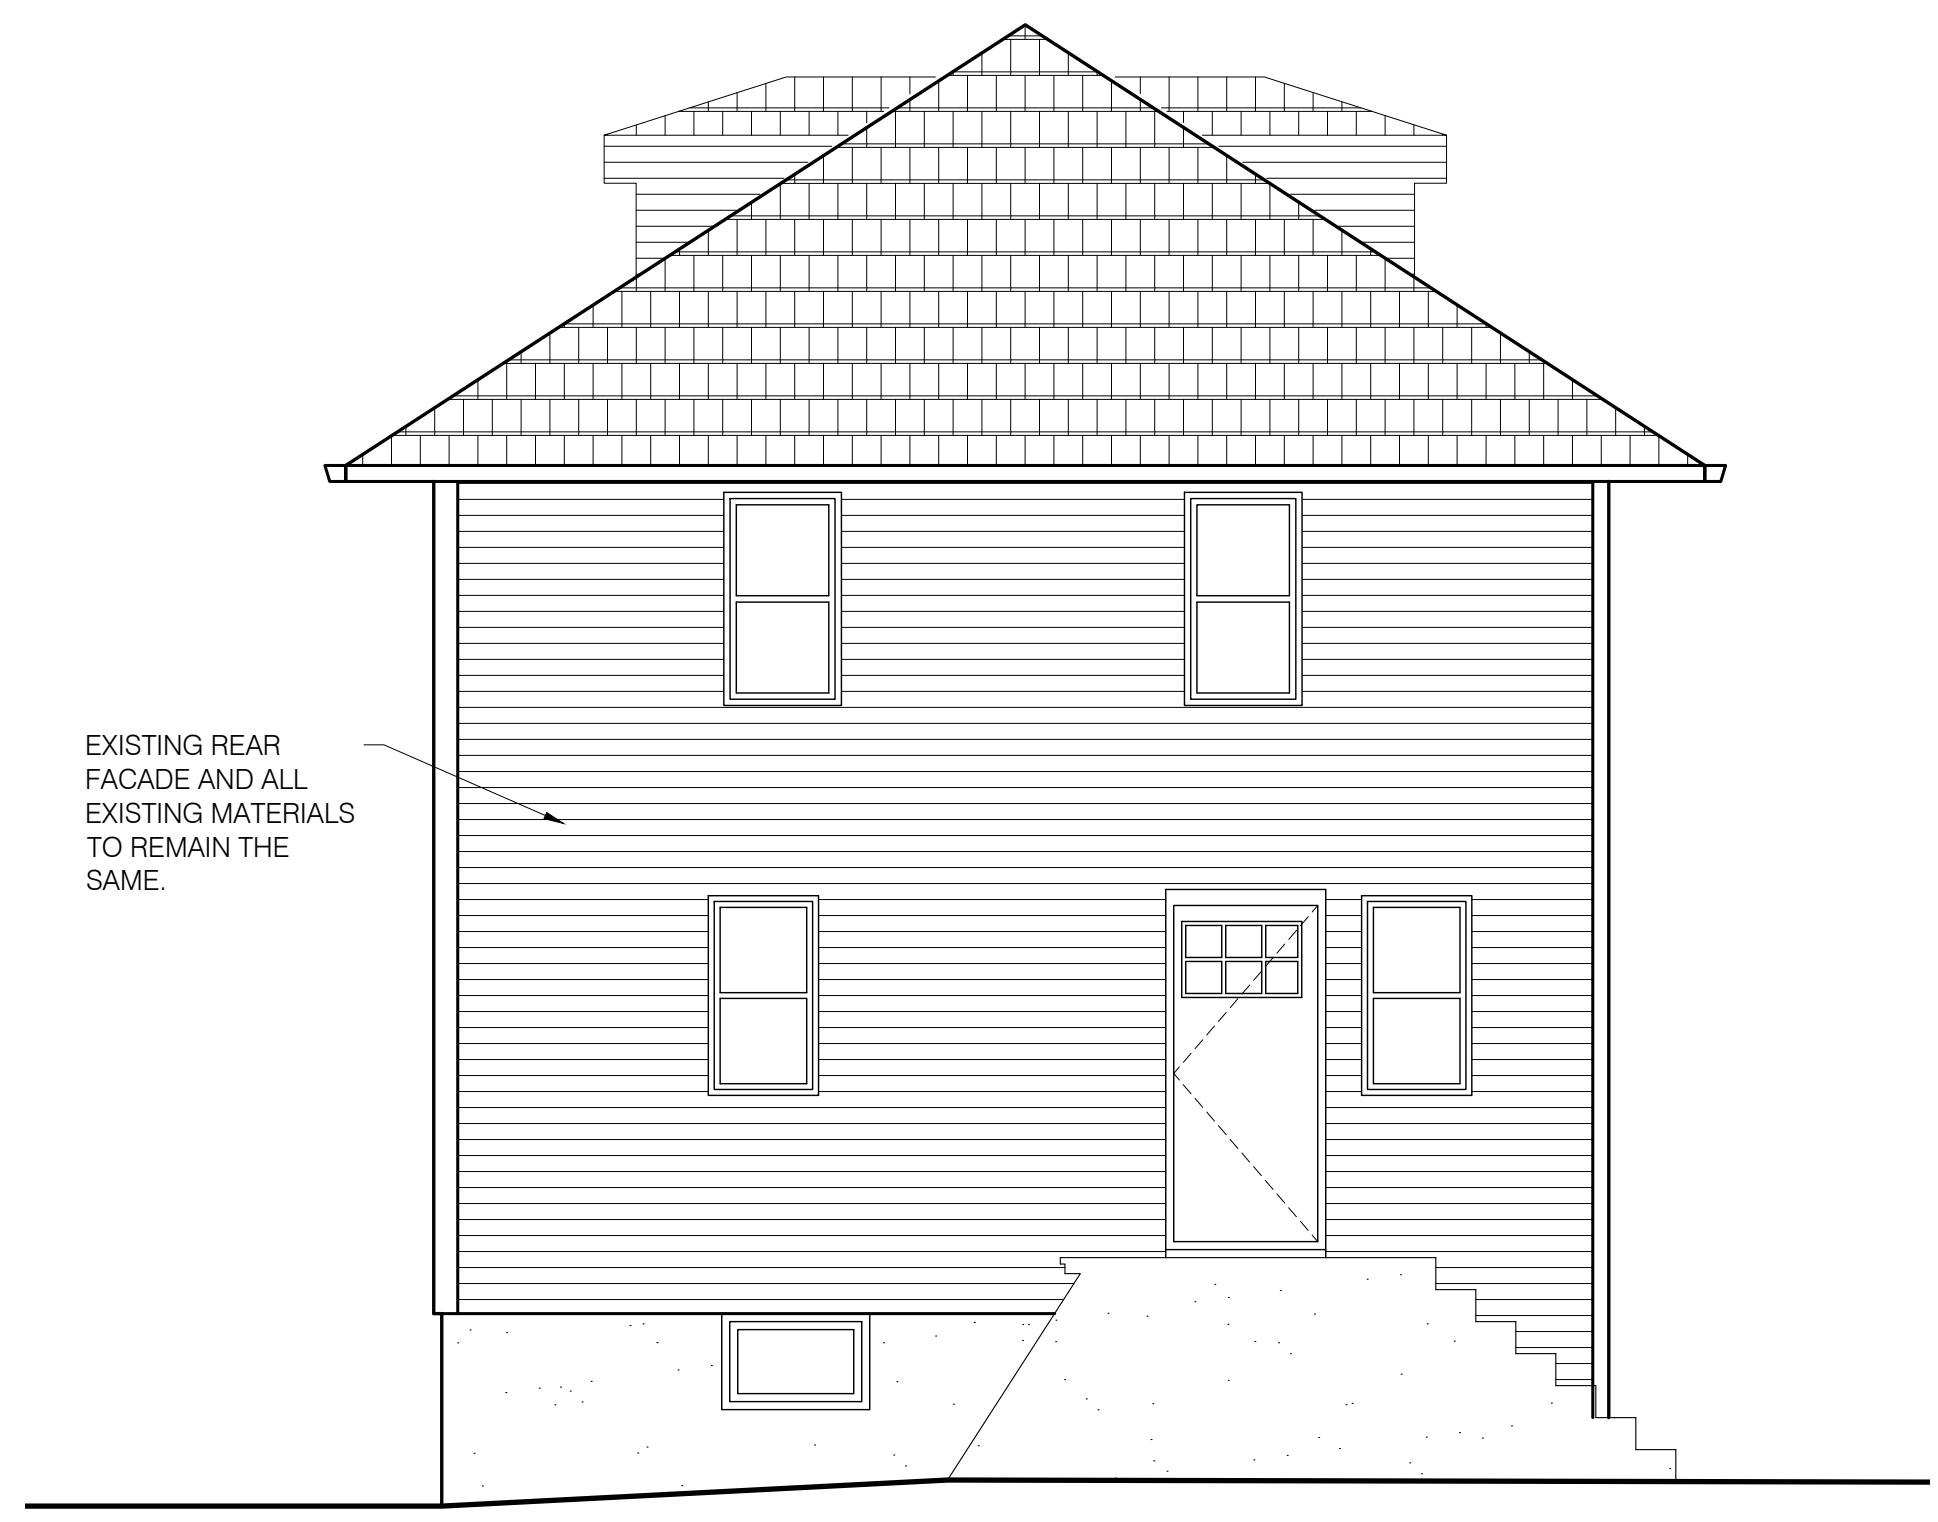 EXISTING REAR
FACADE AND ALL
EXISTING MATERIALS
TO REMAIN THE
SAME.